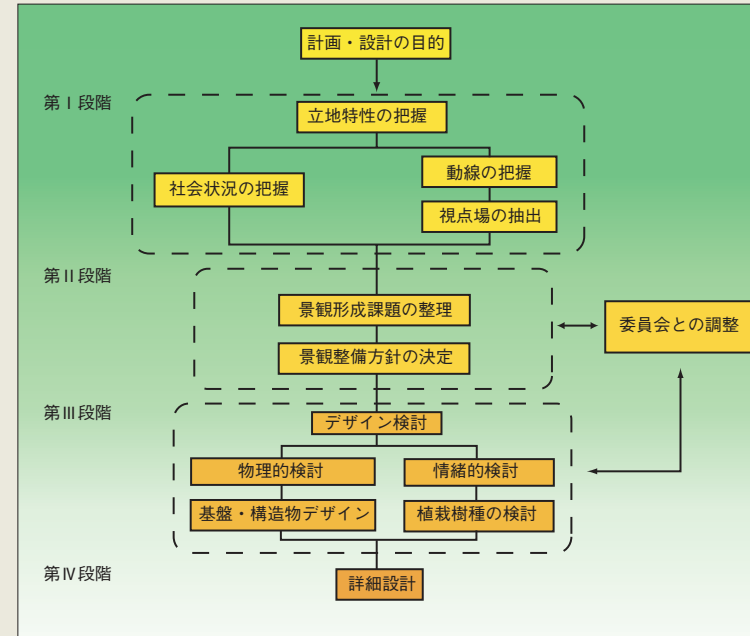 計画・設計の目的
第Ⅰ段階
立地特性の把握
社会状況の把握
動線の把握
視点場の抽出
第Ⅱ段階
景観形成課題の整理
委員会との調整
景観整備方針の決定
第Ⅲ段階
デザイン検討
物理的検討
情緒的検討
基盤・構造物デザイン
植栽樹種の検討
第Ⅳ段階
詳細設計